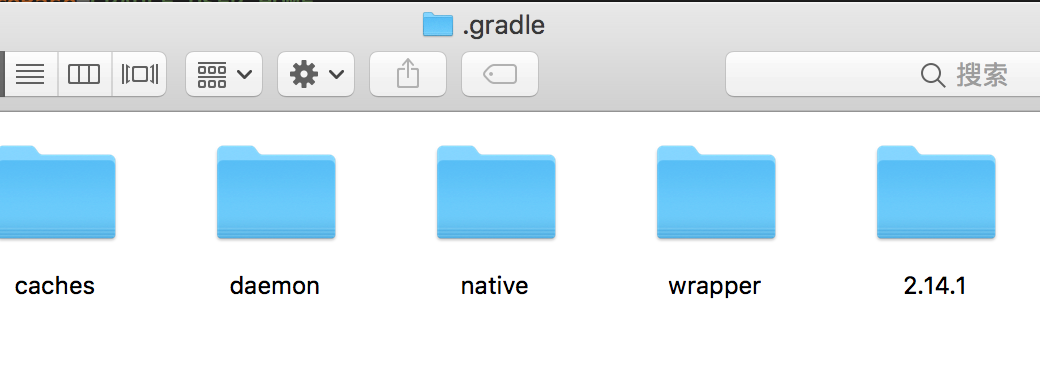 .gradle
搜索
caches
daemon
native
wrapper
2.14.1